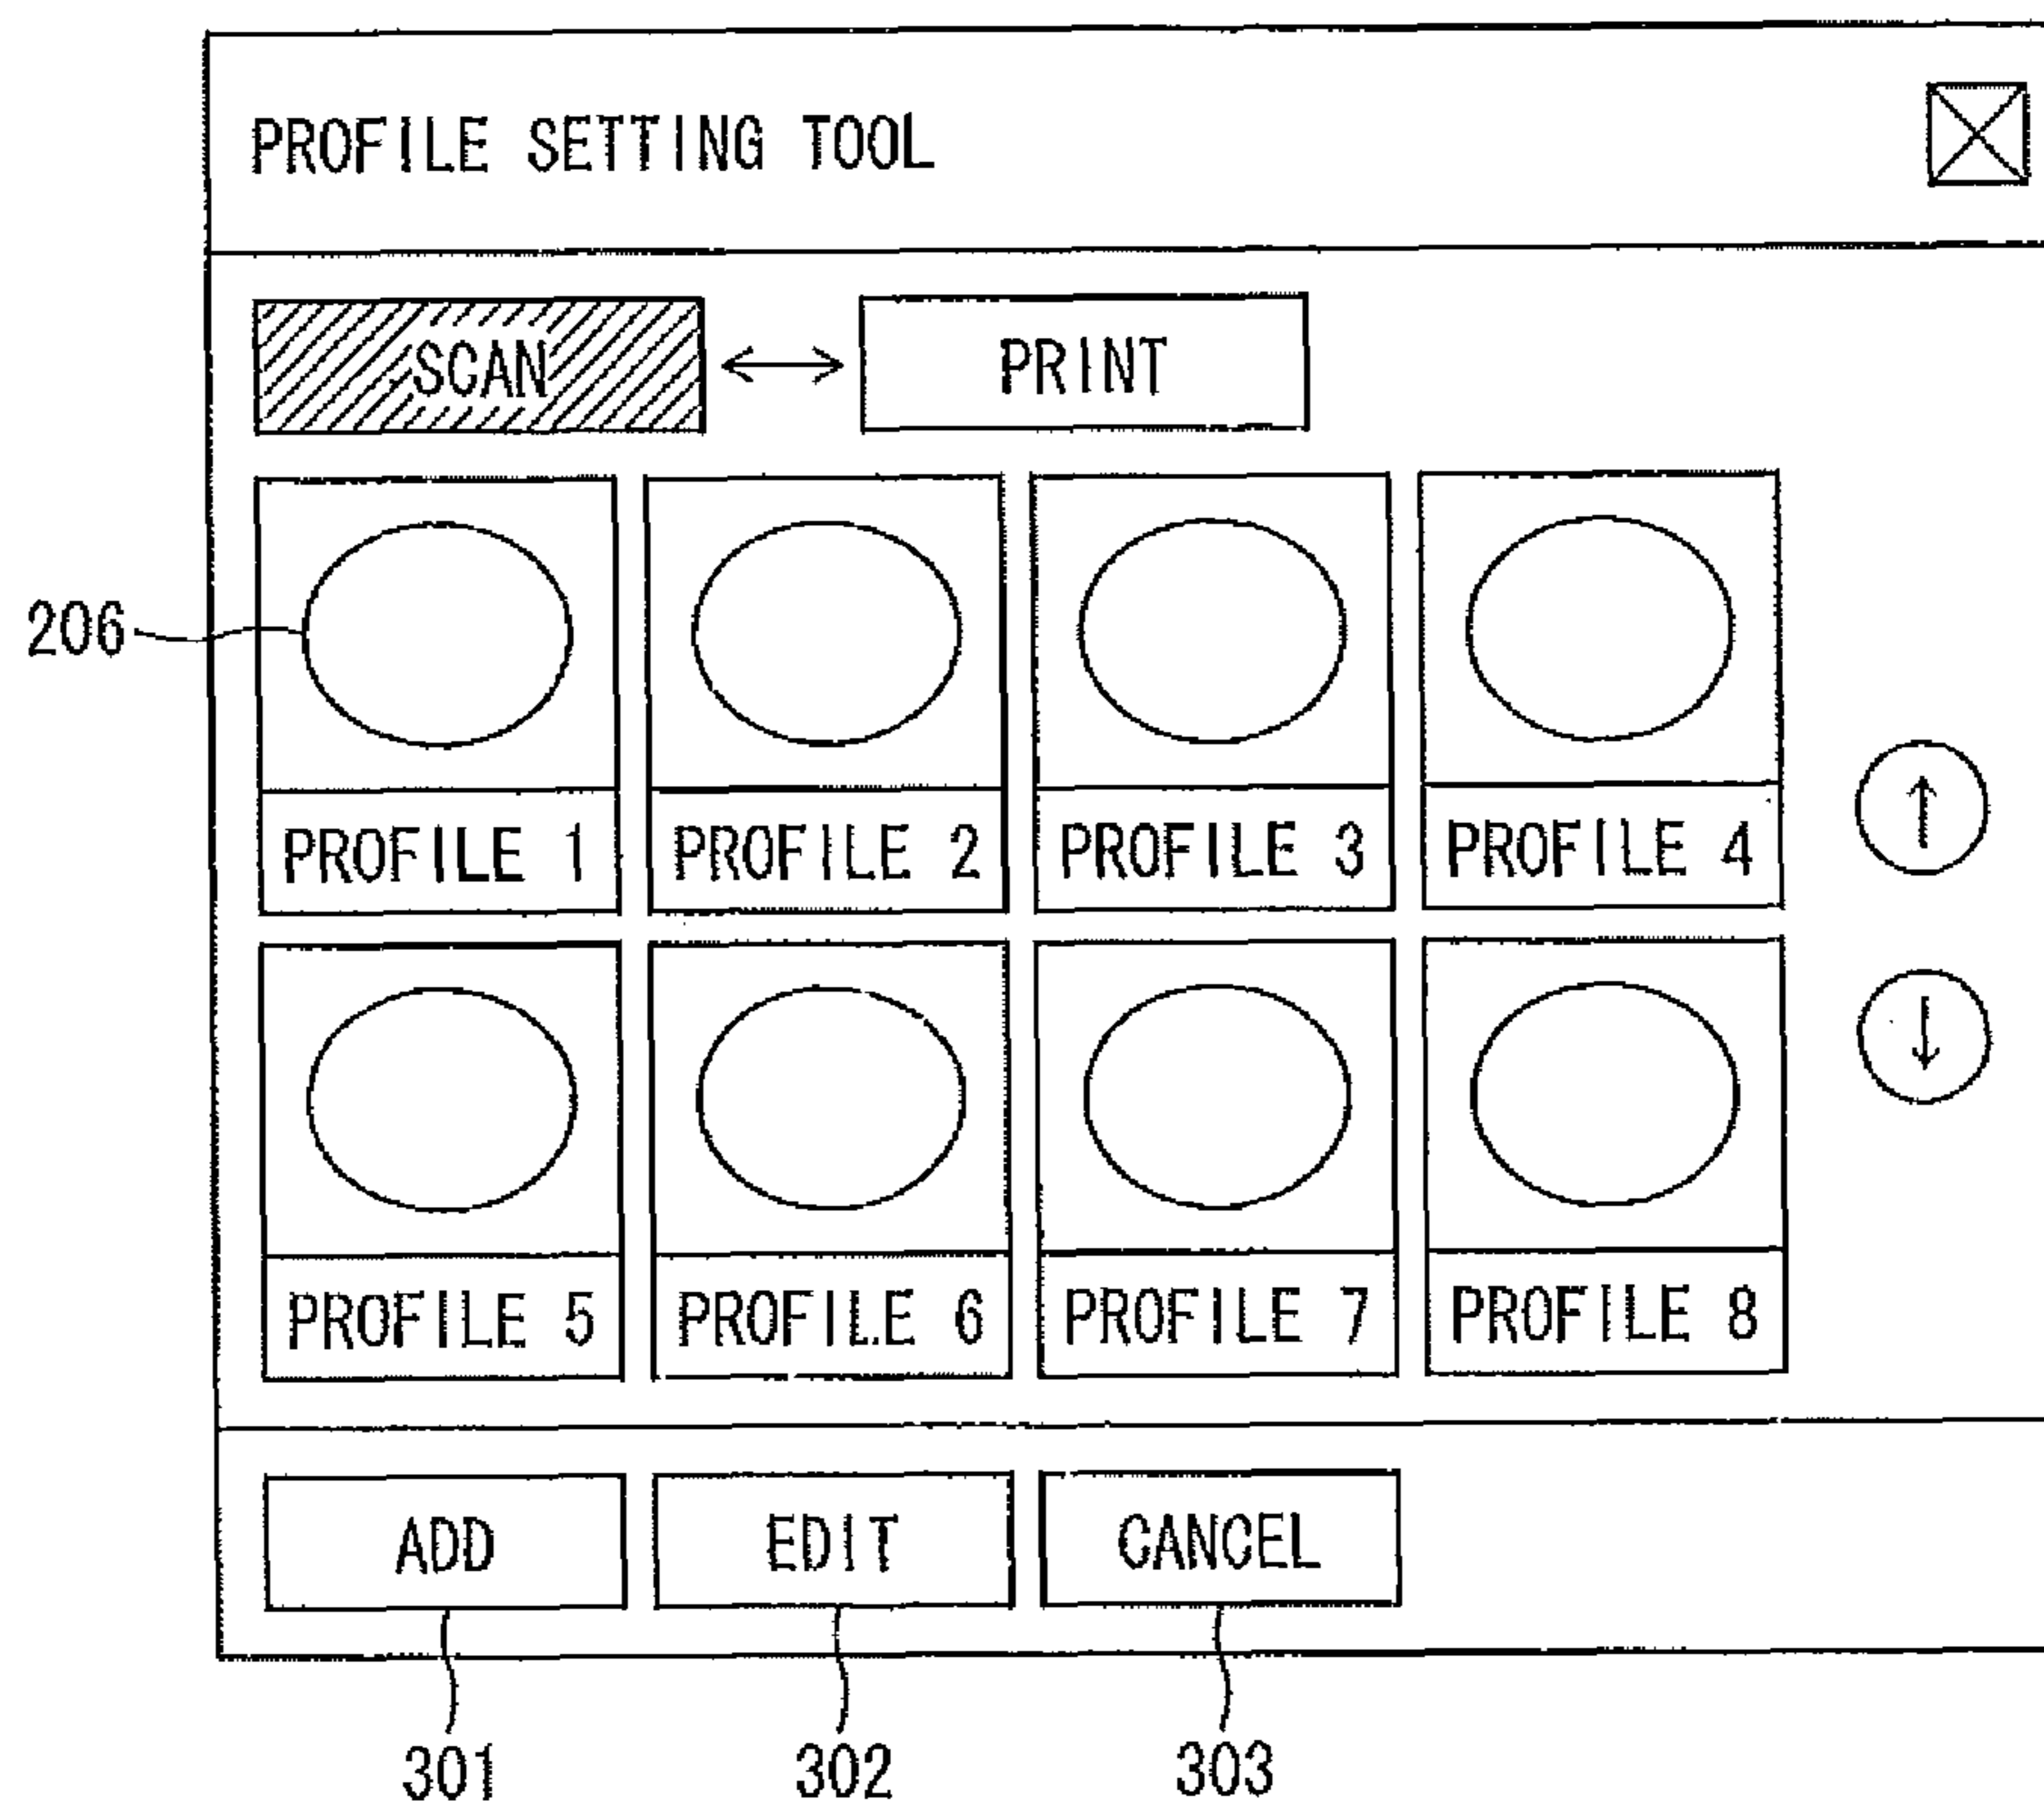 PROFILE SETTING TOOL
SCAN PRINT
206
PROFILE 1 PROFILE 2 PROFILE 3 PROFILE 4
↑
↓
PROFILE 5 PROFILE 6 PROFILE 7 PROFILE 8
ADD EDIT CANCEL
301 302 303